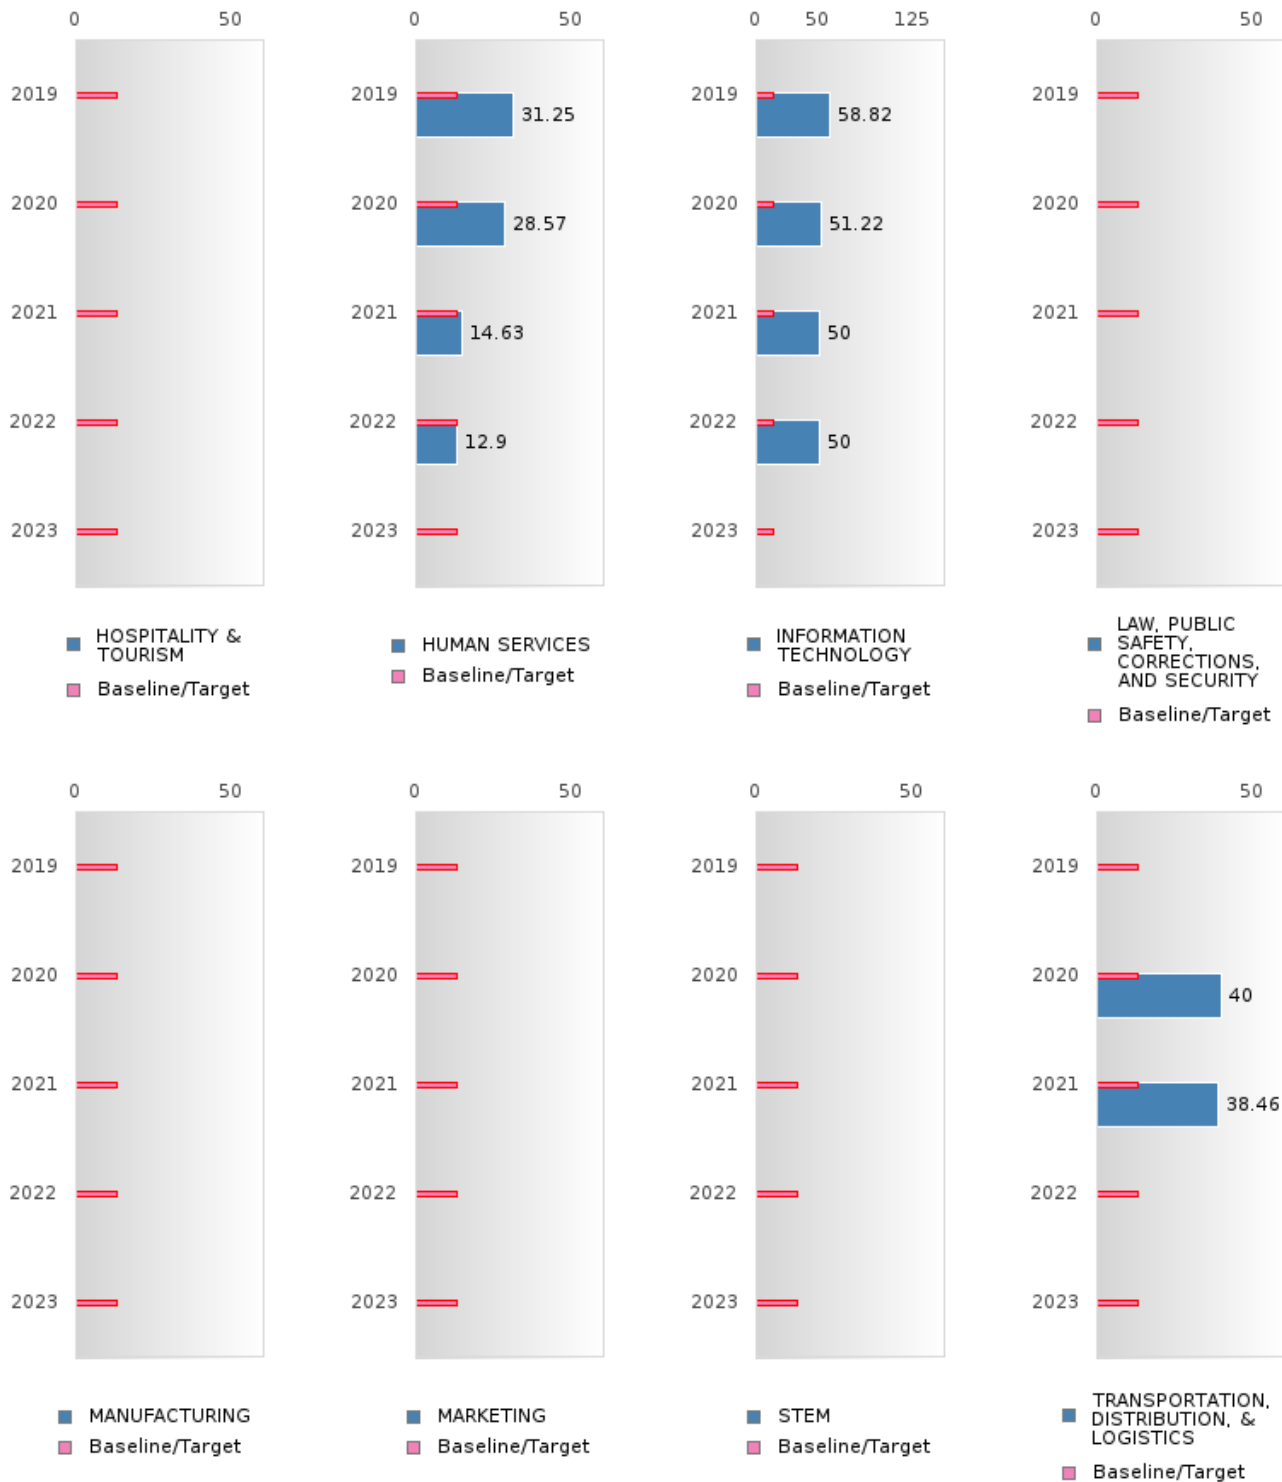 0 50
2019
2020
2021
2022
2023
HOSPITALITY &
TOURISM
Baseline/Target
0 50
2019
31.25
2020
28.57
2021
14.63
2022
12.9
2023
HUMAN SERVICES
Baseline/Target
0 50 125
2019
58.82
2020
51.22
2021
50
2022
50
2023
INFORMATION
TECHNOLOGY
Baseline/Target
0 50
2019
2020
2021
2022
2023
LAW, PUBLIC
SAFETY,
CORRECTIONS,
AND SECURITY
Baseline/Target
0 50
2019
2020
2021
2022
2023
MANUFACTURING
Baseline/Target
0 50
2019
2020
2021
2022
2023
MARKETING
Baseline/Target
0 50
2019
2020
2021
2022
2023
STEM
Baseline/Target
0 50
2019
2020
40
2021
38.46
2022
2023
TRANSPORTATION,
DISTRIBUTION, &
LOGISTICS
Baseline/Target